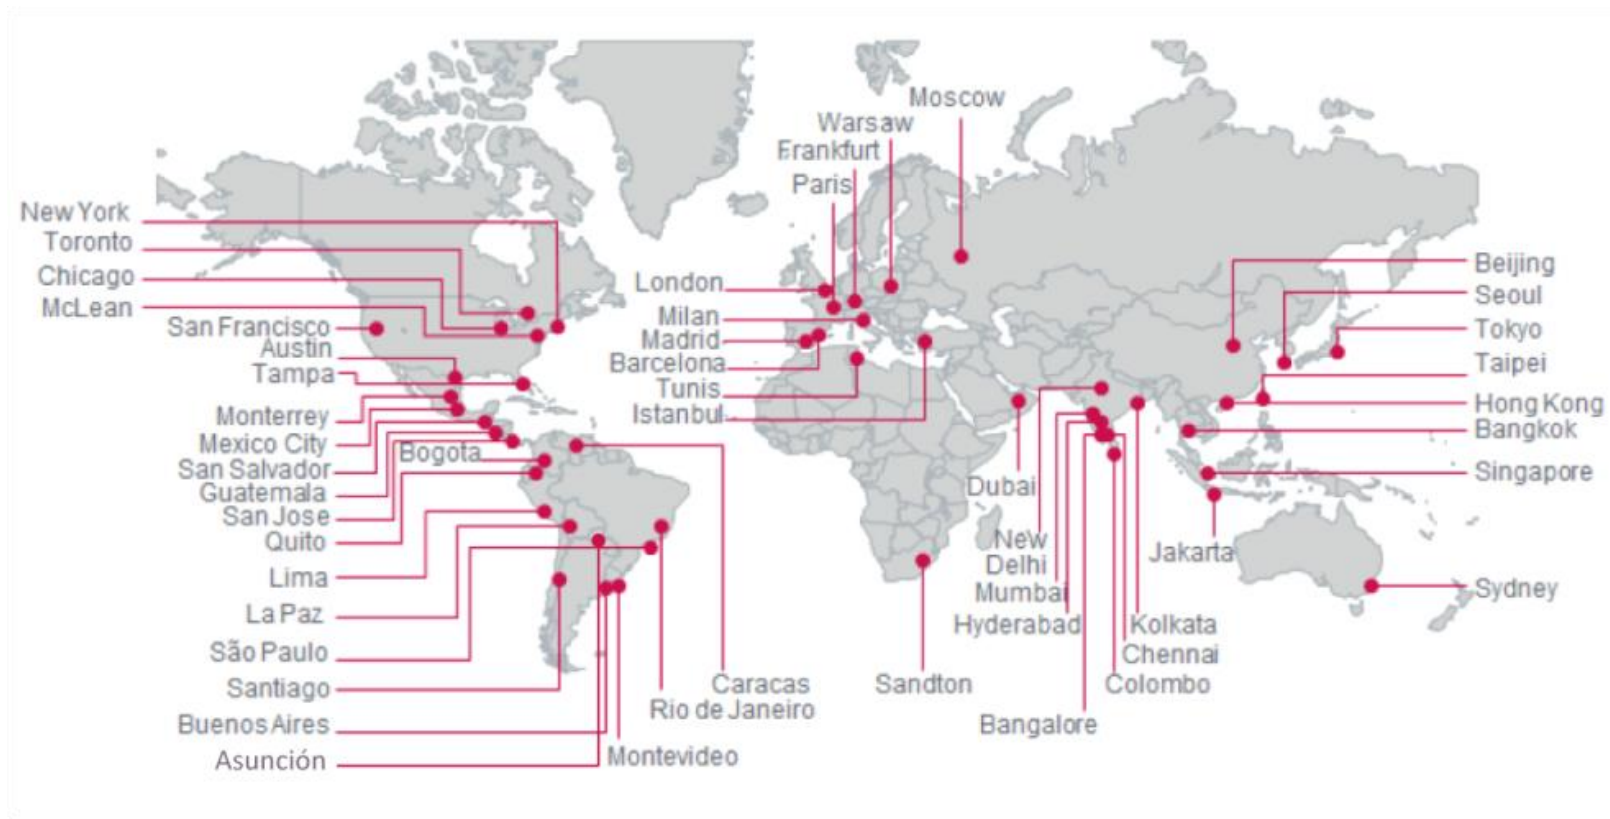 Moscow
Warsaw
Frankfurt
Paris
New York
Toronto
Chicago
McLean
San Francisco
Austin
Tampa
Monterrey
Mexico City
San Salvador
Guatemala
San Jose
Quito
Lima
La Paz
São Paulo
Santiago
Buenos Aires
Asunción
Bogota
London
Milan
Madrid
Barcelona
Tunis
Istanbul
Caracas
Rio de Janeiro
Montevideo
Sandton
Dubai
New
Delhi
Mumbai
Hyderabad
Bangalore
Kolkata
Chennai
Colombo
Jakarta
Beijing
Seoul
Tokyo
Taipei
Hong Kong
Bangkok
Singapore
Sydney